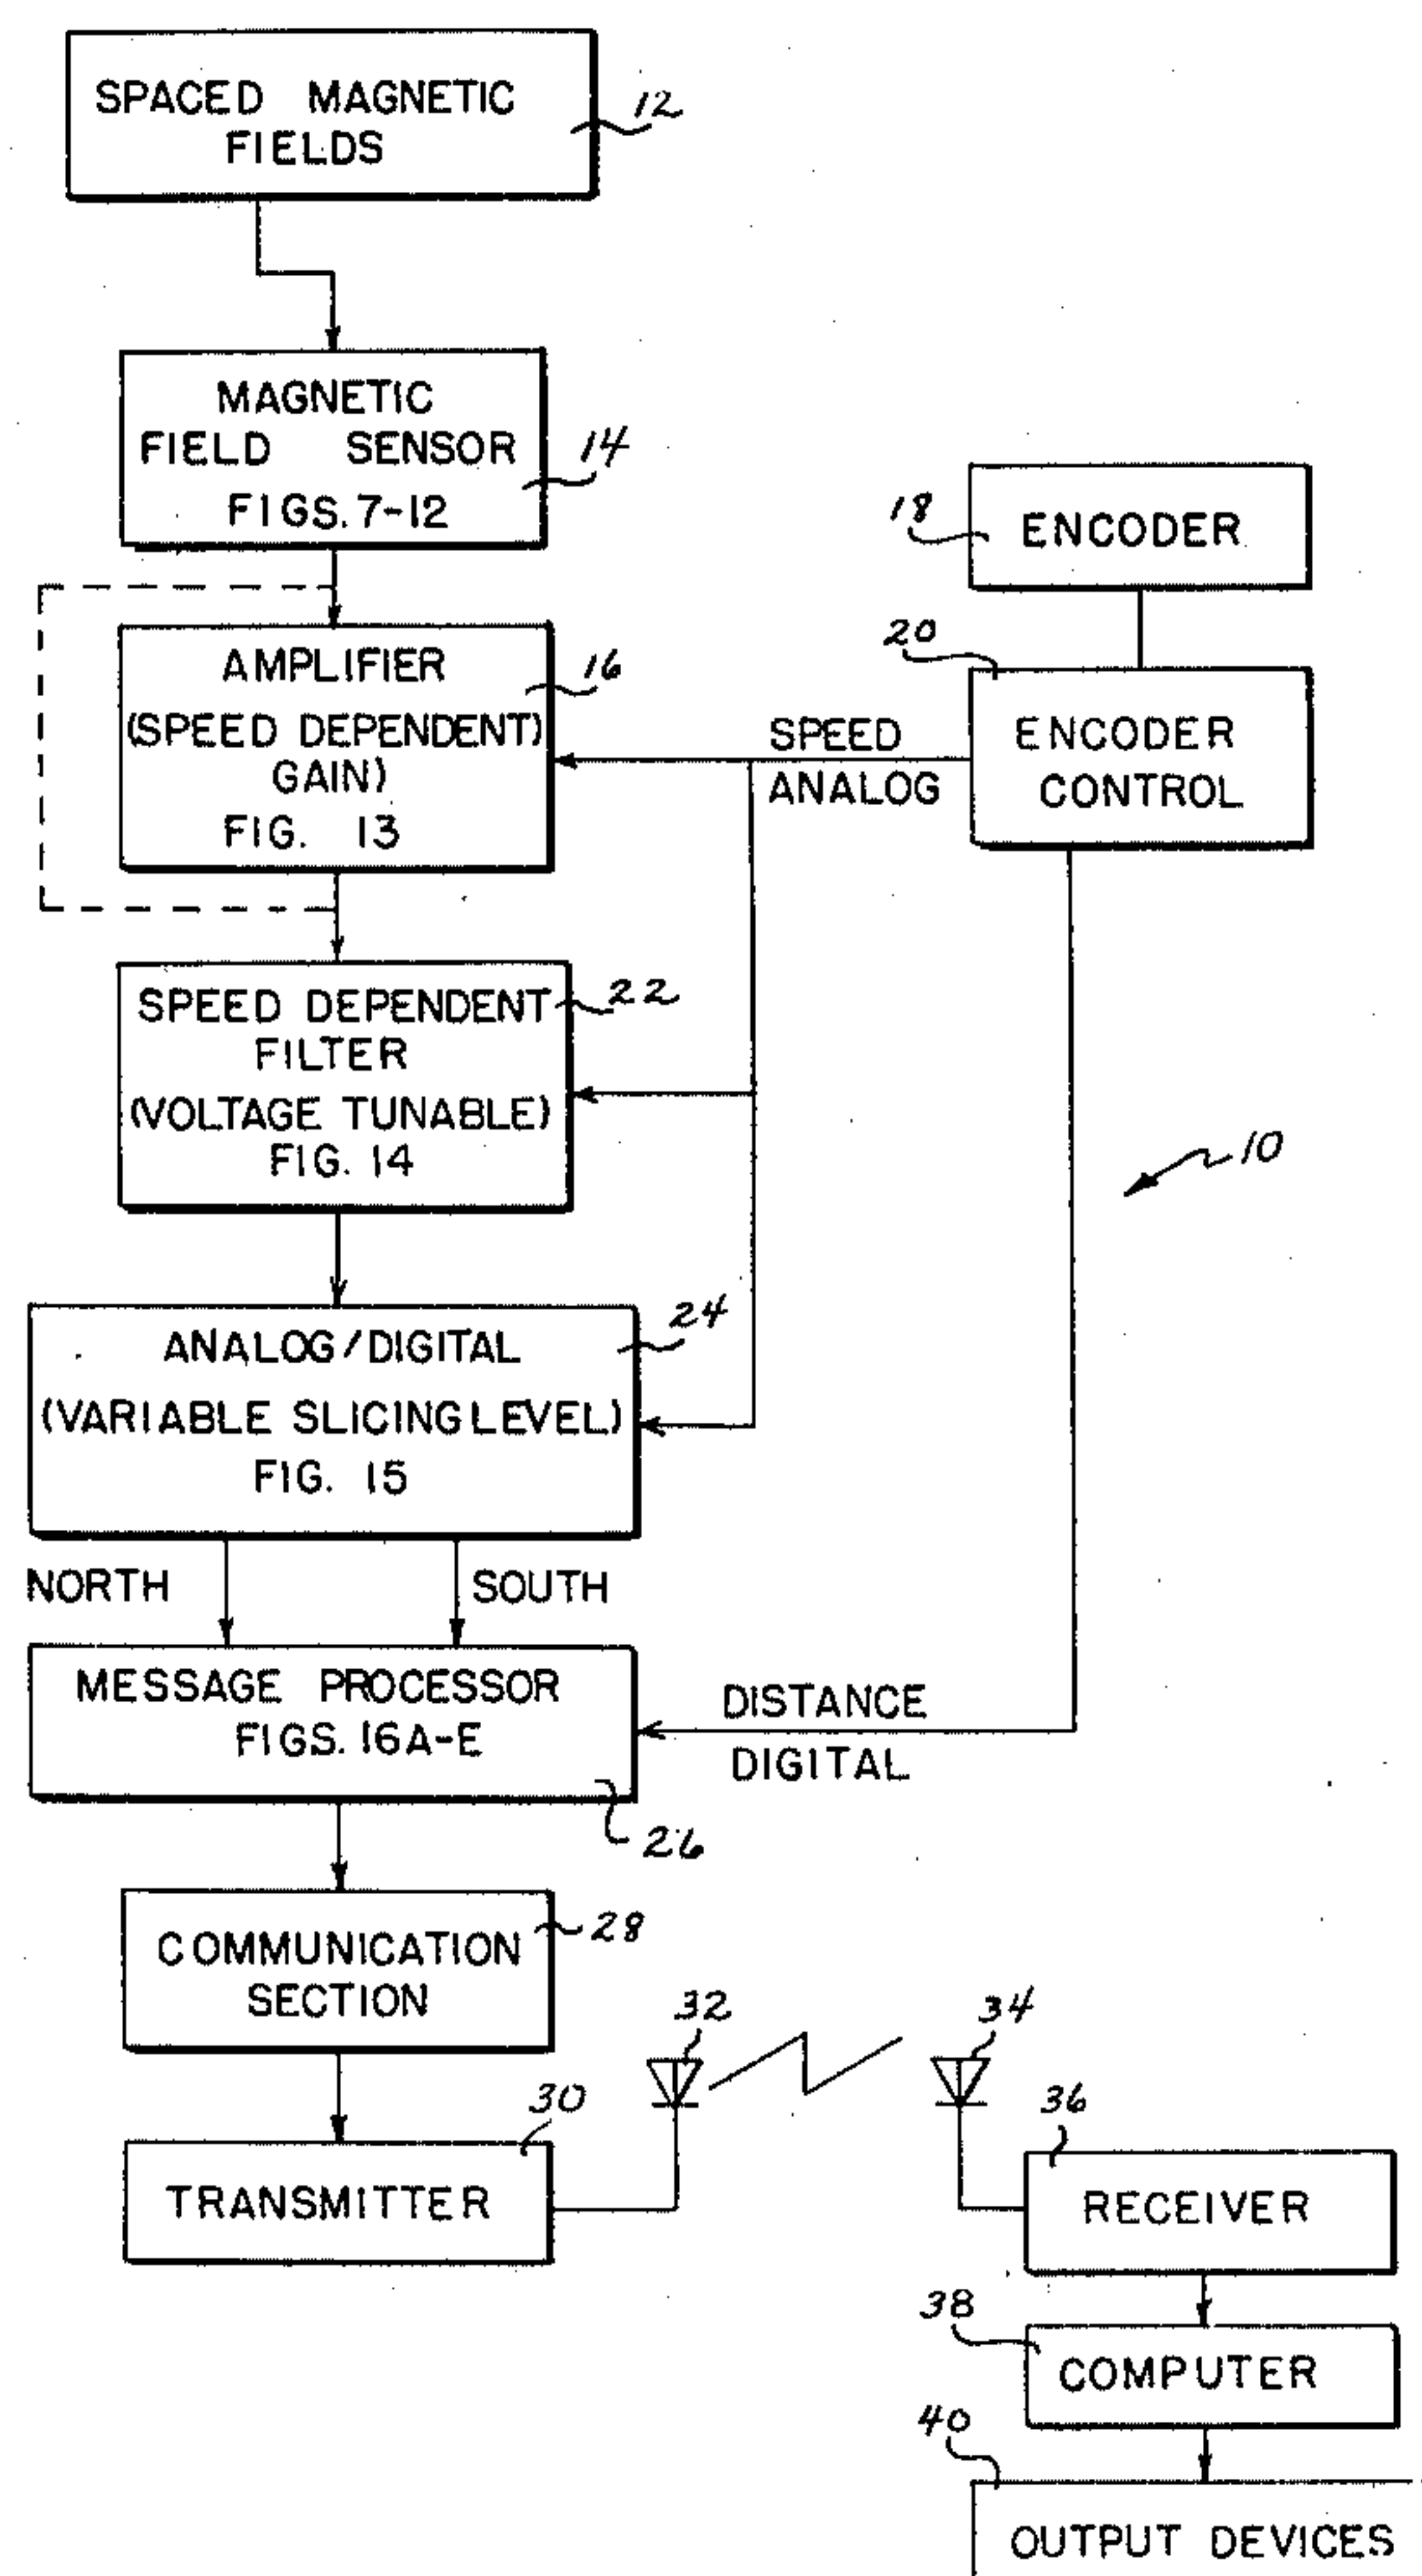 SPACED MAGNETIC
FIELDS
12
MAGNETIC
FIELD SENSOR
FIGS. 7-12
14
18
ENCODER
20
ENCODER
CONTROL
AMPLIFIER
(SPEED DEPENDENT)
GAIN)
FIG. 13
16
SPEED
ANALOG
SPEED DEPENDENT
FILTER
(VOLTAGE TUNABLE)
FIG. 14
22
10
ANALOG/DIGITAL
(VARIABLE SLICING LEVEL)
FIG. 15
24
NORTH
SOUTH
MESSAGE PROCESSOR
FIGS. 16A-E
26
DISTANCE
DIGITAL
COMMUNICATION
SECTION
28
32
34
30
TRANSMITTER
36
RECEIVER
38
COMPUTER
40
OUTPUT DEVICES